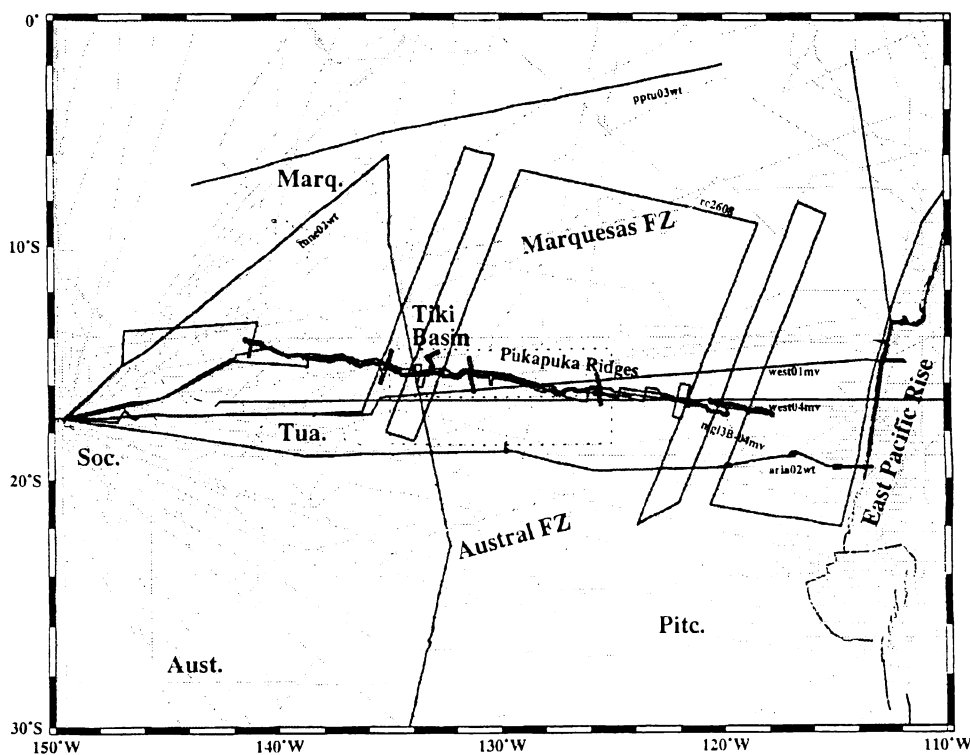 0°
pptu03wt
Marq.
rc2608
tune02wt
Marquesas FZ
10°S
Tiki
Basin
Pukapuka Ridges
west01mv
west04mv
Tua.
Soc.
aria02wt
East Pacific Rise
20°S
Austral FZ
Pitc.
Aust.
30°S
150°W
140°W
130°W
120°W
110°W